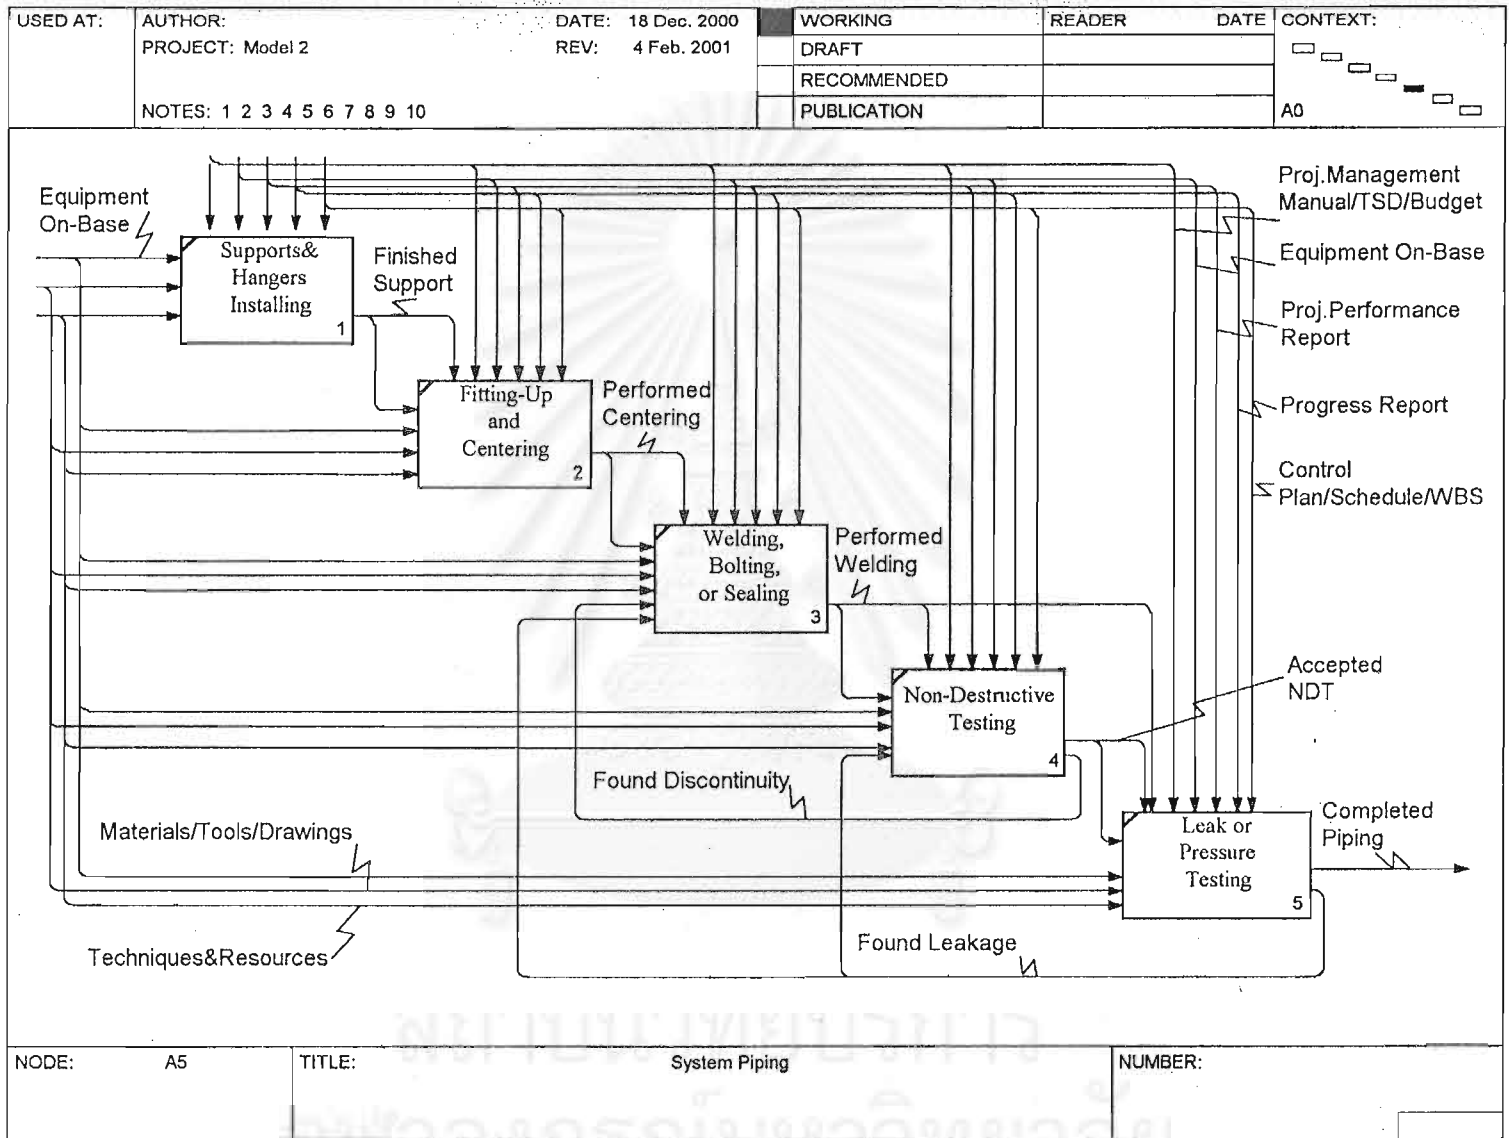 USED AT:
AUTHOR:
DATE: 18 Dec. 2000
PROJECT: Model 2
REV: 4 Feb. 2001
NOTES: 1 2 3 4 5 6 7 8 9 10
WORKING
DRAFT
RECOMMENDED
PUBLICATION
READER DATE
CONTEXT:
A0
Equipment
On-Base
Supports&
Hangers
Installing
1
Finished
Support
Proj.Management
Manual/TSD/Budget
Equipment On-Base
Proj.Performance
Report
Progress Report
Control
Plan/Schedule/WBS
Fitting-Up
and
Centering
2
Performed
Centering
Welding,
Bolting,
or Sealing
3
Performed
Welding
Non-Destructive
Testing
4
Accepted
NDT
Found Discontinuity
Materials/Tools/Drawings
Leak or
Pressure
Testing
5
Completed
Piping
Techniques&Resources
Found Leakage
NODE: A5
TITLE: System Piping
NUMBER: